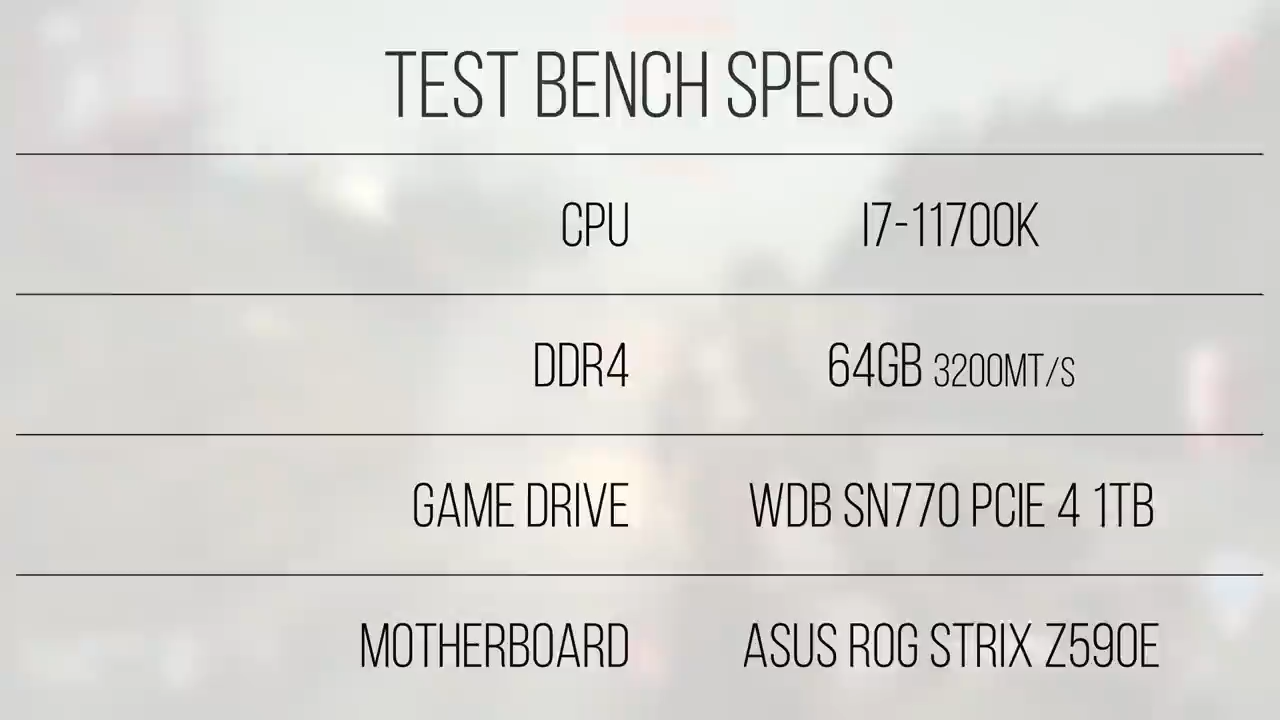 TEST BENCH SPECS
CPU I7-11700K
DDR4 64GB 3200MT/S
GAME DRIVE WDB SN770 PCIE 4 1TB
MOTHERBOARD ASUS ROG STRIX Z590E